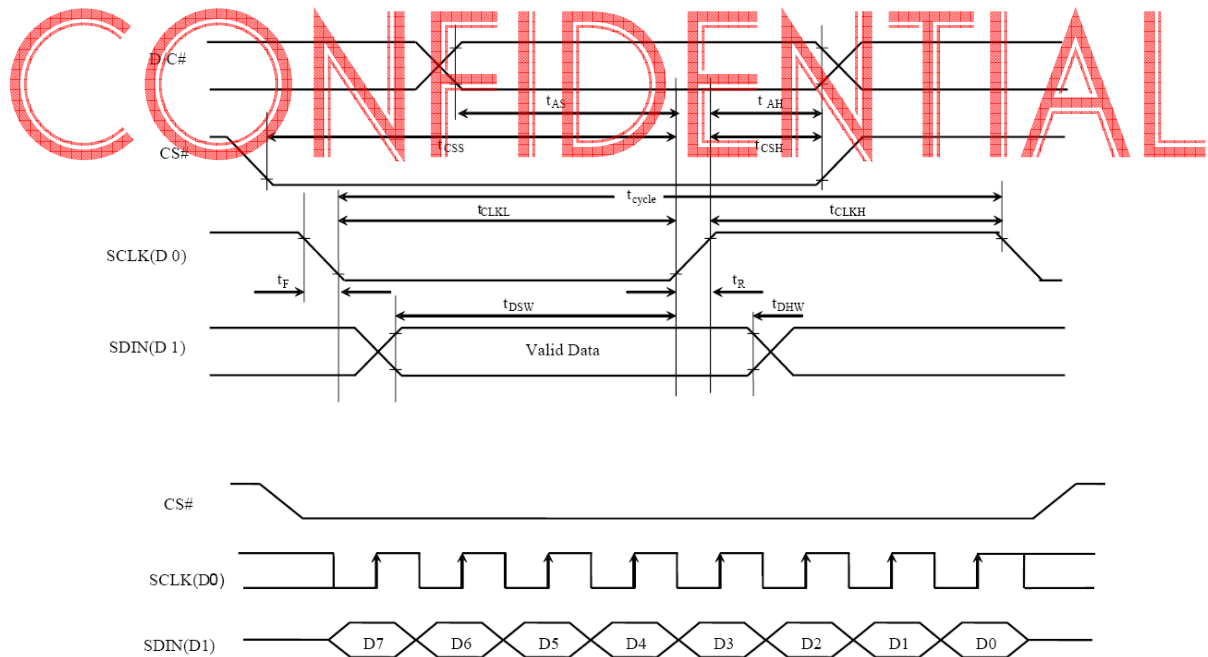 CONFIDENTIAL
D/C#
tAS
tAH
CS#
tCSS
tCSH
tcycle
tCLKL
tCLKH
SCLK(D 0)
tF
tR
tDSW
tDHW
SDIN(D 1)
Valid Data
CS#
SCLK(D0)
SDIN(D1)
D7 D6 D5 D4 D3 D2 D1 D0